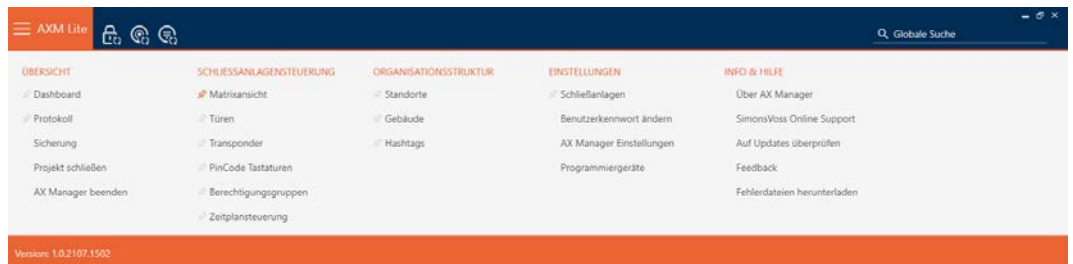 AXM Lite
Globale Suche
ÜBERSICHT
Dashboard
Protokoll
Sicherung
Projekt schließen
AX Manager beenden
SCHLIESSANLAGENSTEUERUNG
Matrixansicht
Türen
Transponder
PinCode Tastaturen
Berechtigungsgruppen
Zeitplansteuerung
ORGANISATIONSSTRUKTUR
Standorte
Gebäude
Hashtags
EINSTELLUNGEN
Schließanlagen
Benutzerkennwort ändern
AX Manager Einstellungen
Programmiergeräte
INFO & HILFE
Über AX Manager
SimonsVoss Online Support
Auf Updates überprüfen
Feedback
Fehlerdateien herunterladen
Version: 1.0.2107.1502